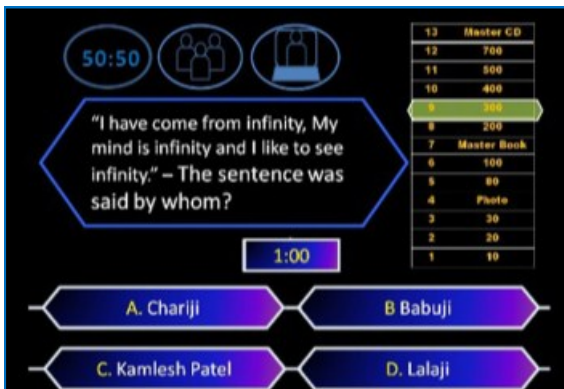 50:50
13 Master CD
12 700
11 500
10 400
9 300
8 200
7 Master Book
6 100
5 80
4 Photo
3 30
2 20
1 10
“I have come from infinity, My
mind is infinity and I like to see
infinity.” – The sentence was
said by whom?
1:00
A. Chariji
B Babuji
C. Kamlesh Patel
D. Lalaji